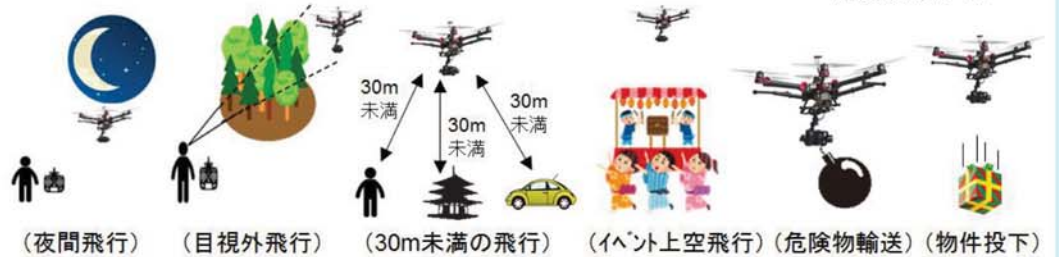 30m
未満
30m
未満
30m
未満
(夜間飛行)
(目視外飛行)
(30m未満の飛行)
(イベント上空飛行)
(危険物輸送)
(物件投下)